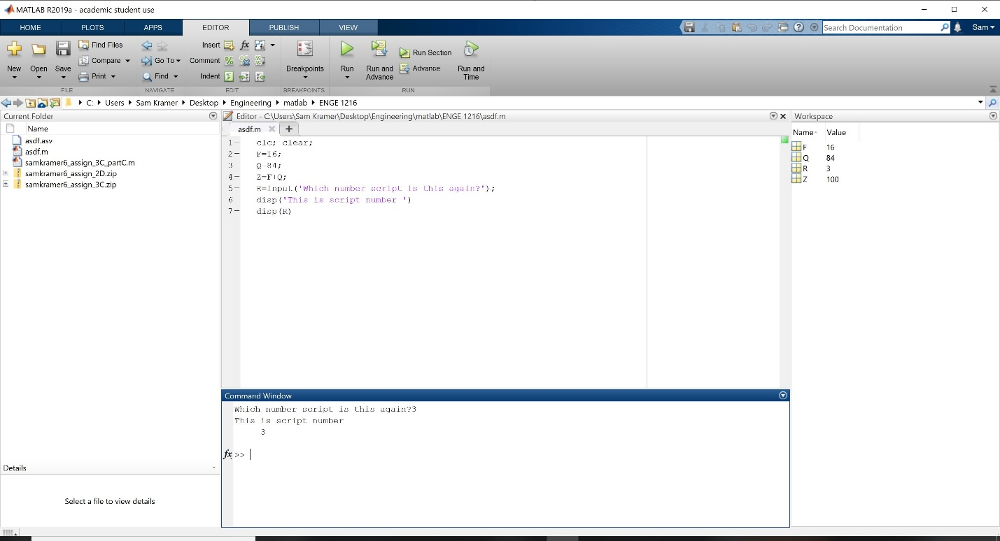 MATLAB R2019a - academic student use
HOME PLOTS APPS EDITOR PUBLISH VIEW
Search Documentation
Sam
New Open Save
Find Files
Compare
Print
FILE
Go To
Find
NAVIGATE
Insert fx
Comment
Indent
EDIT
Breakpoints
BREAKPOINTS
Run
Run and Advance
Run Section
Advance
Run and Time
RUN
C: Users Sam Kramer Desktop Engineering matlab ENGE 1216
Current Folder
Name
asdf.asv
asdf.m
samkramer6_assign_3C_partC.m
samkramer6_assign_2D.zip
samkramer6_assign_3C.zip
Details
Select a file to view details
Editor - C:\Users\Sam Kramer\Desktop\Engineering\matlab\ENGE 1216\asdf.m
asdf.m
1 clc; clear;
2 F=16;
3 Q=84;
4 Z=F+Q;
5 R=input('Which number script is this again?');
6 disp('This is script number ')
7 disp(R)
Command Window
Which number script is this again?3
This is script number
3
fx >>
Workspace
Name Value
F 16
Q 84
R 3
Z 100